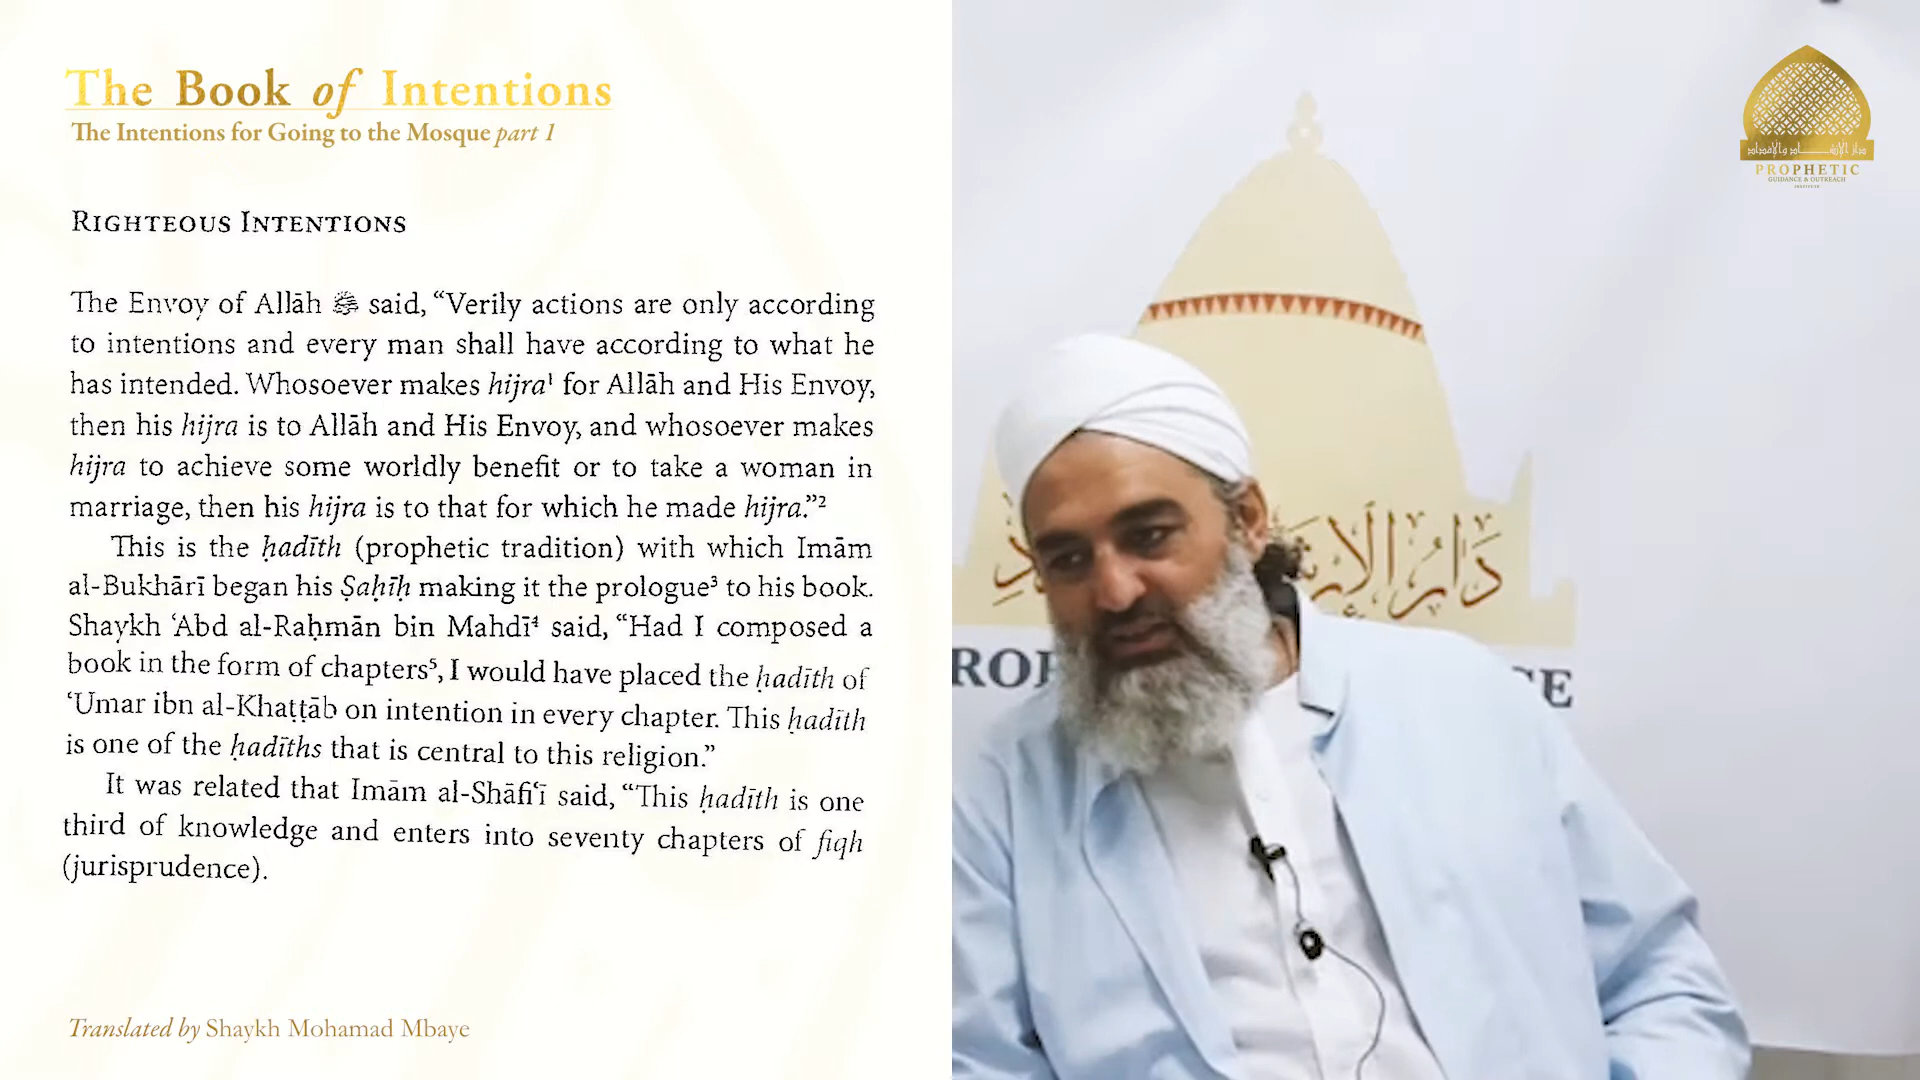 The Book of Intentions
The Intentions for Going to the Mosque part 1
RIGHTEOUS INTENTIONS
The Envoy of Allāh ﷺ said, “Verily actions are only according
to intentions and every man shall have according to what he
has intended. Whosoever makes hijra¹ for Allāh and His Envoy,
then his hijra is to Allāh and His Envoy, and whosoever makes
hijra to achieve some worldly benefit or to take a woman in
marriage, then his hijra is to that for which he made hijra.”²
This is the ḥadīth (prophetic tradition) with which Imām
al-Bukhārī began his Ṣaḥīḥ making it the prologue³ to his book.
Shaykh ʿAbd al-Raḥmān bin Mahdī⁴ said, “Had I composed a
book in the form of chapters⁵, I would have placed the ḥadīth of
ʿUmar ibn al-Khaṭṭāb on intention in every chapter. This ḥadīth
is one of the ḥadīths that is central to this religion.”
It was related that Imām al-Shāfiʿī said, “This ḥadīth is one
third of knowledge and enters into seventy chapters of fiqh
(jurisprudence).
Translated by Shaykh Mohamad Mbaye
دار الإرشاد والإمداد
PROPHETIC
GUIDANCE & OUTREACH
INSTITUTE
دَارُ الْإِرْشَ